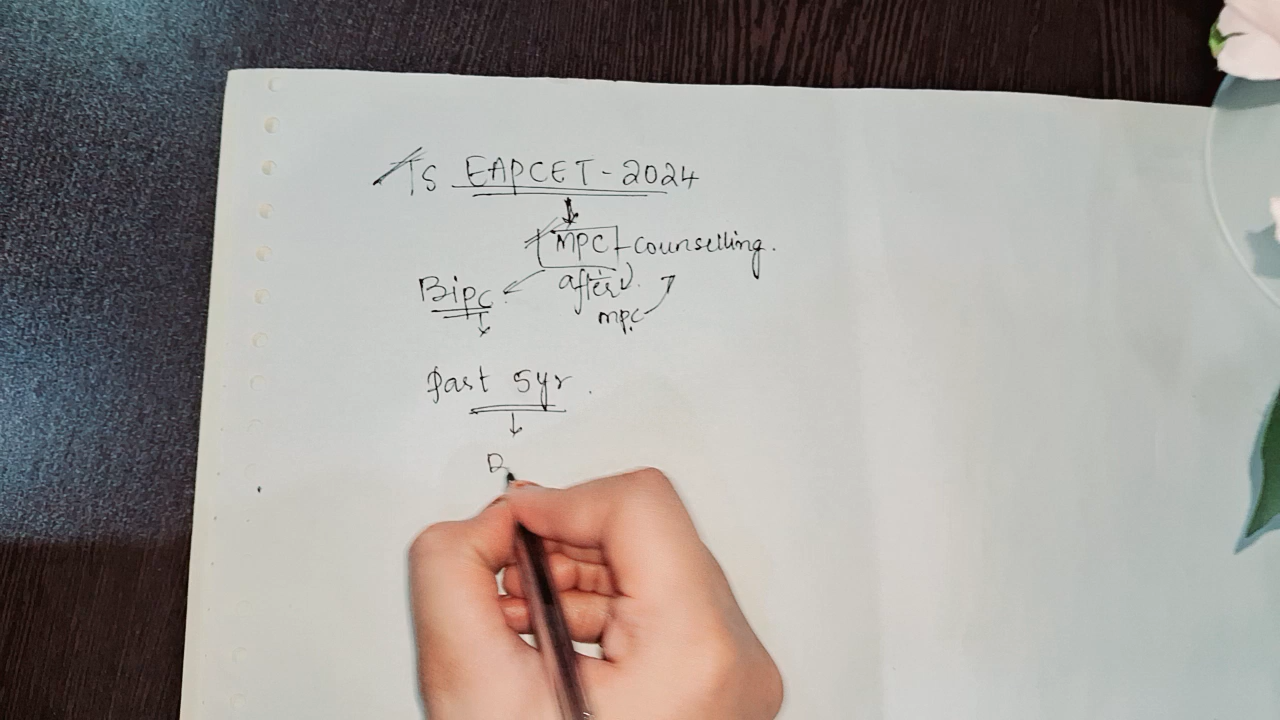 Ts EAPCET-2024
MPC - counselling.
Bipc
after
mpc
Past 5yr.
B